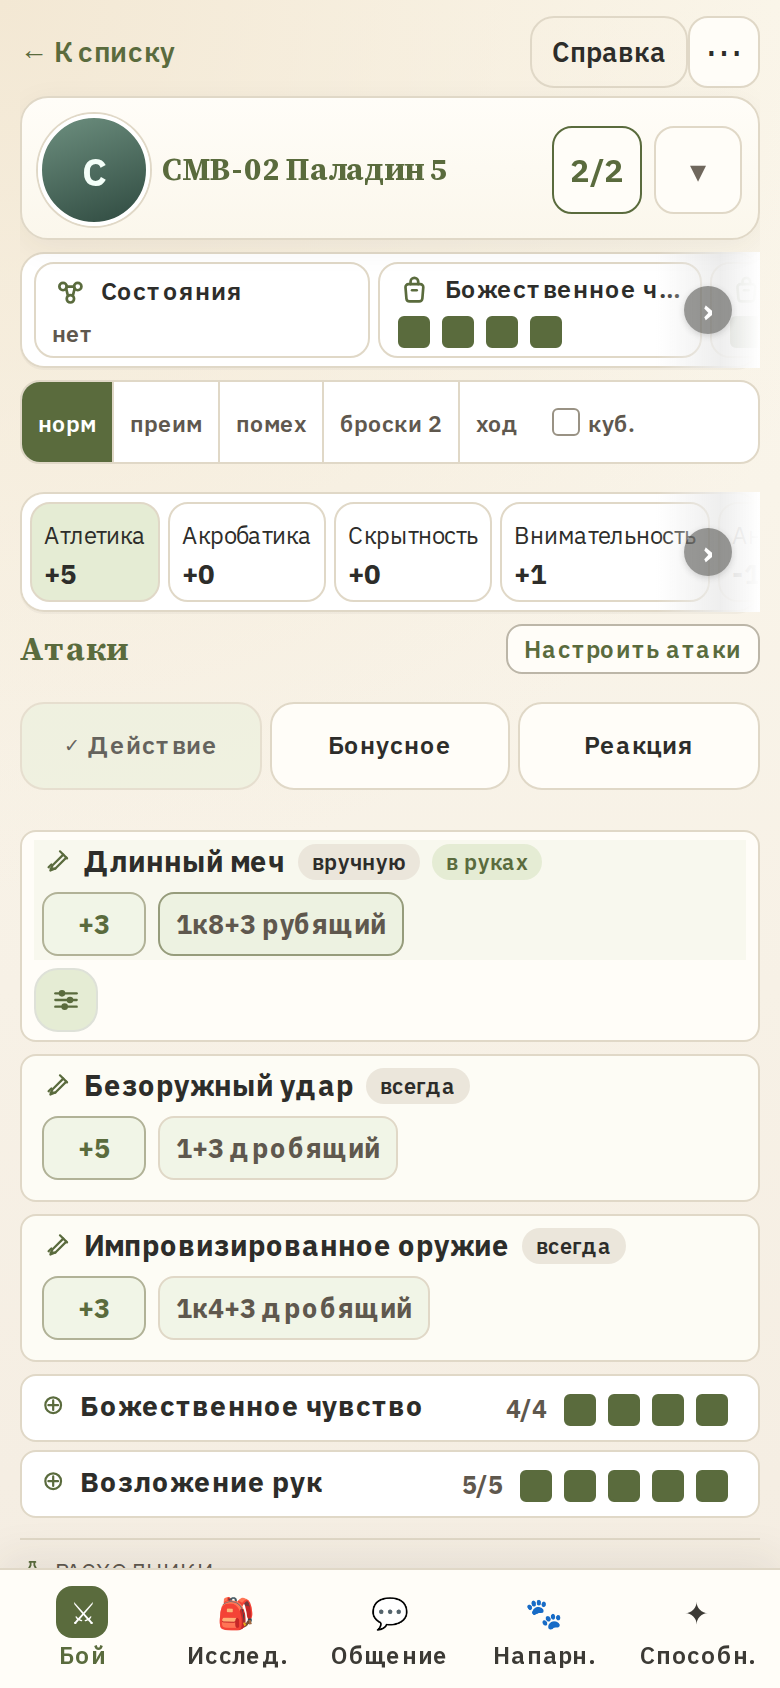 ← К списку
Справка
...
С
СМВ-02 Паладин 5
2/2
▼
Состояния
нет
Божественное ч...
›
норм
преим
помех
броски 2
ход
куб.
Атлетика
+5
Акробатика
+0
Скрытность
+0
Внимательность
+1
›
Атаки
Настроить атаки
✓ Действие
Бонусное
Реакция
Длинный меч
вручную
в руках
+3
1к8+3 рубящий
Безоружный удар
всегда
+5
1+3 дробящий
Импровизированное оружие
всегда
+3
1к4+3 дробящий
Божественное чувство
4/4
Возложение рук
5/5
Бой
Исслед.
Общение
Напарн.
Способн.